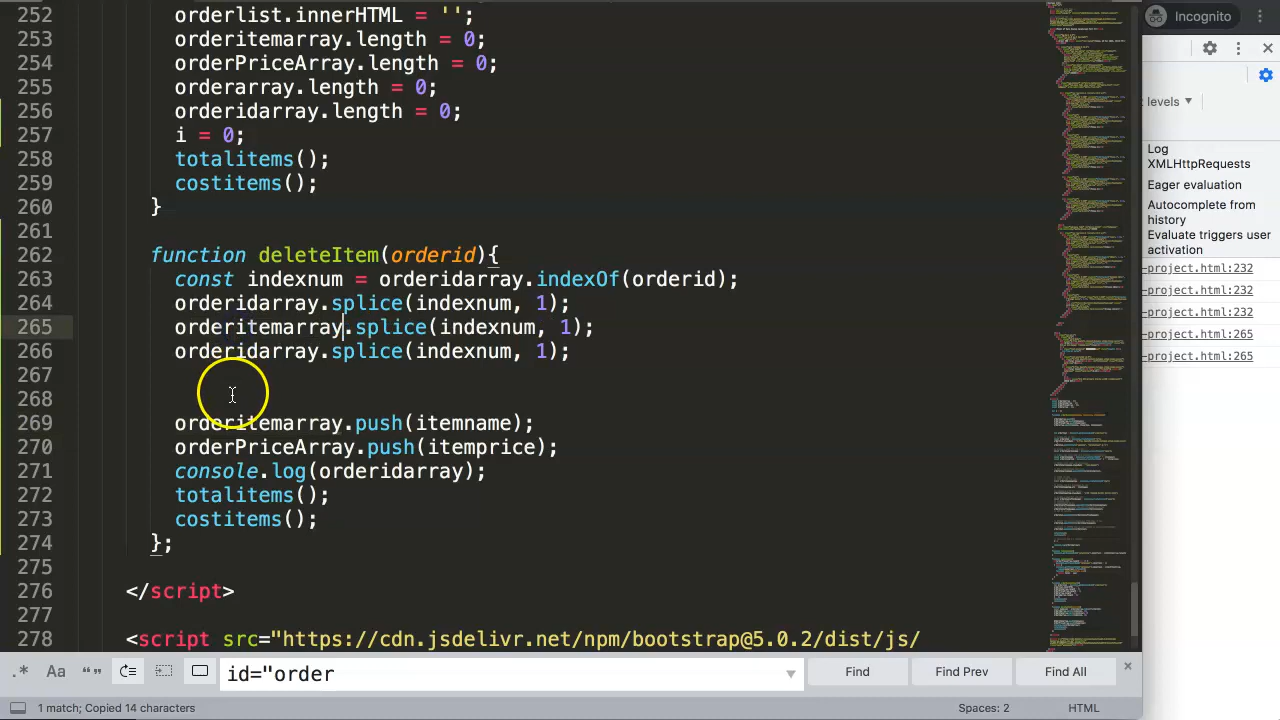 252 orderlist.innerHTML = '';
253 orderitemarray.length = 0;
254 orderPriceArray.length = 0;
255 orderarray.length = 0;
256 orderidarray.length = 0;
257 i = 0;
258 totalitems();
259 costitems();
260 }
261
262 function deleteItem(orderid){
263 const indexnum = orderidarray.indexOf(orderid);
264 orderidarray.splice(indexnum, 1);
265 orderitemarray.splice(indexnum, 1);
266 orderidarray.splice(indexnum, 1);
267
268
269 orderitemarray.push(itemname);
270 orderPriceArray.push(itemprice);
271 console.log(orderidarray);
272 totalitems();
273 costitems();
274 };
275
276 </script>
277
278 <script src="https://cdn.jsdelivr.net/npm/bootstrap@5.0.2/dist/js/
.* Aa “” id="order Find Find Prev Find All
1 match; Copied 14 characters Spaces: 2 HTML
Incognito
levels
Log
XMLHttpRequests
Eager evaluation
Autocomplete from
history
Evaluate triggers user
activation
-project.html:232
-project.html:232
-project.html:232
-project.html:265
-project.html:265